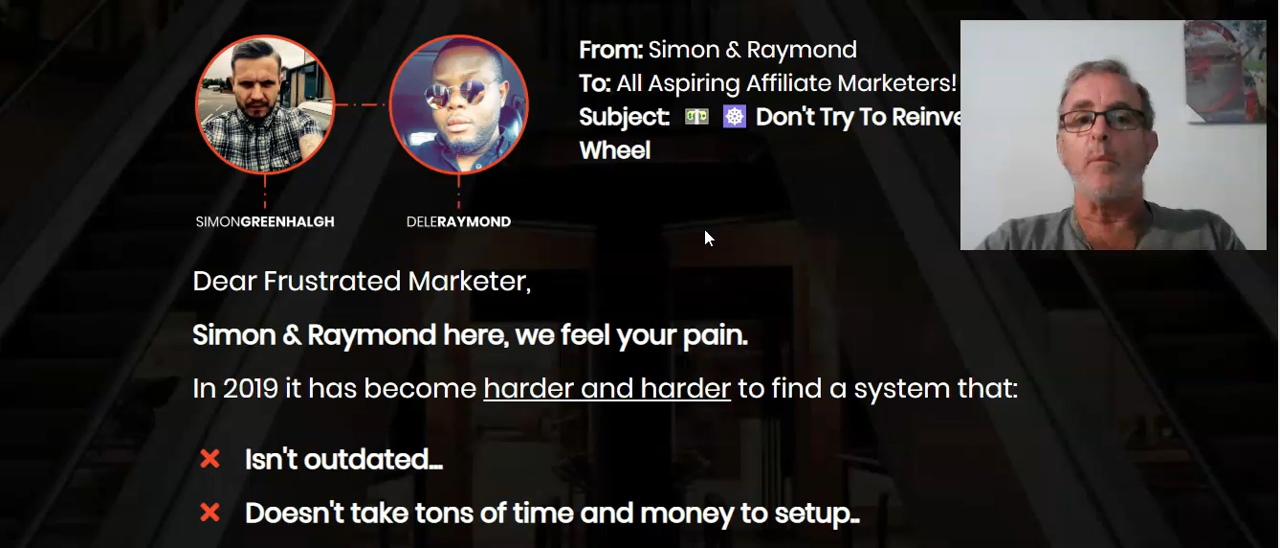 From: Simon & Raymond
To: All Aspiring Affiliate Marketers!
Subject: Don't Try To
Wheel
SIMONGREENHALGH
DELERAYMOND
Dear Frustrated Marketer,
Simon & Raymond here, we feel your pain.
In 2019 it has become harder and harder to find a system that:
Isn't outdated...
Doesn't take tons of time and money to setup..